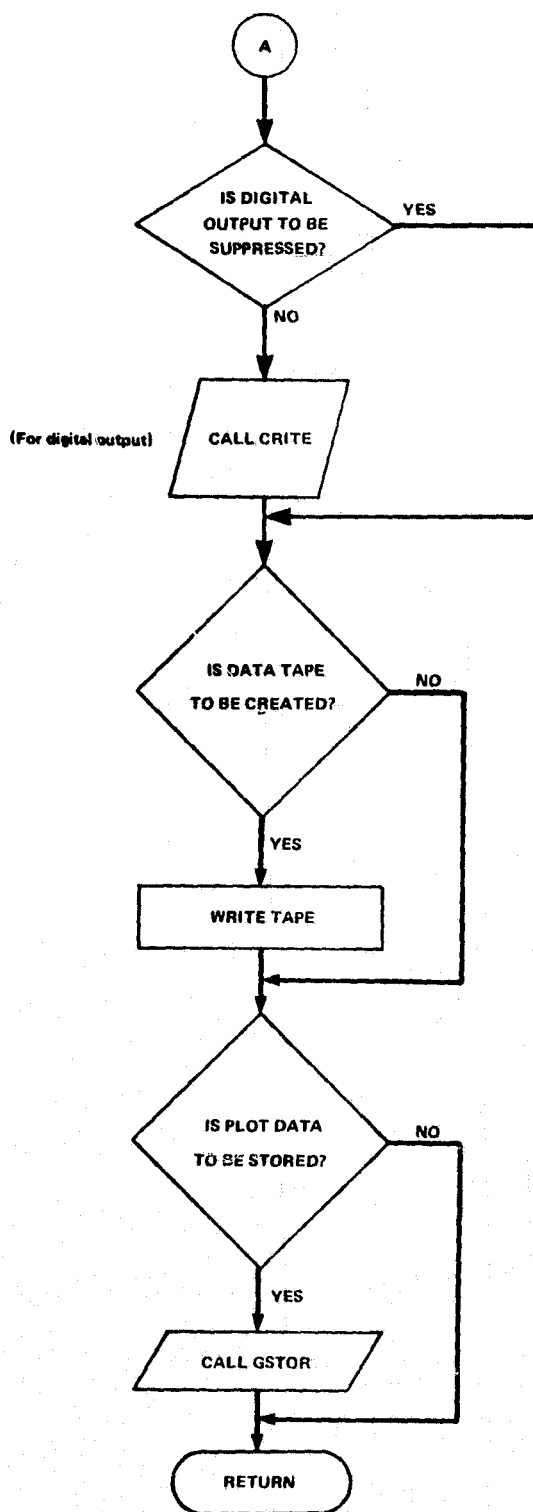 A
IS DIGITAL
OUTPUT TO BE
SUPPRESSED?
YES
NO
(For digital output)
CALL CRITE
IS DATA TAPE
TO BE CREATED?
NO
YES
WRITE TAPE
IS PLOT DATA
TO BE STORED?
NO
YES
CALL GSTOR
RETURN